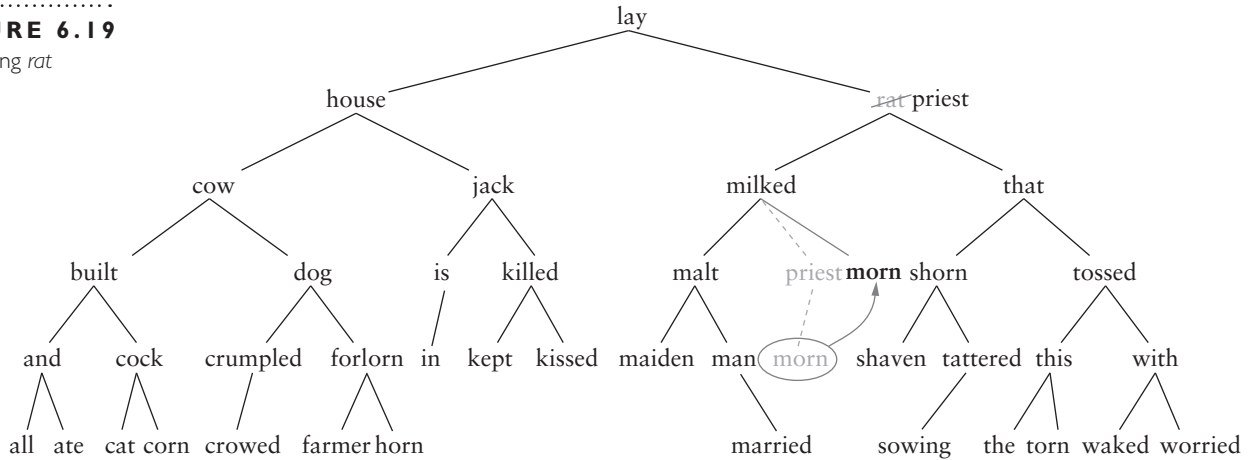 lay
URE 6.19
ng rat
house rat priest
cow jack milked that
built dog is killed malt priest morn shorn tossed
and cock crumpled forlorn in kept kissed maiden man morn shaven tattered this with
all ate cat corn crowed farmer horn married sowing the torn waked worried